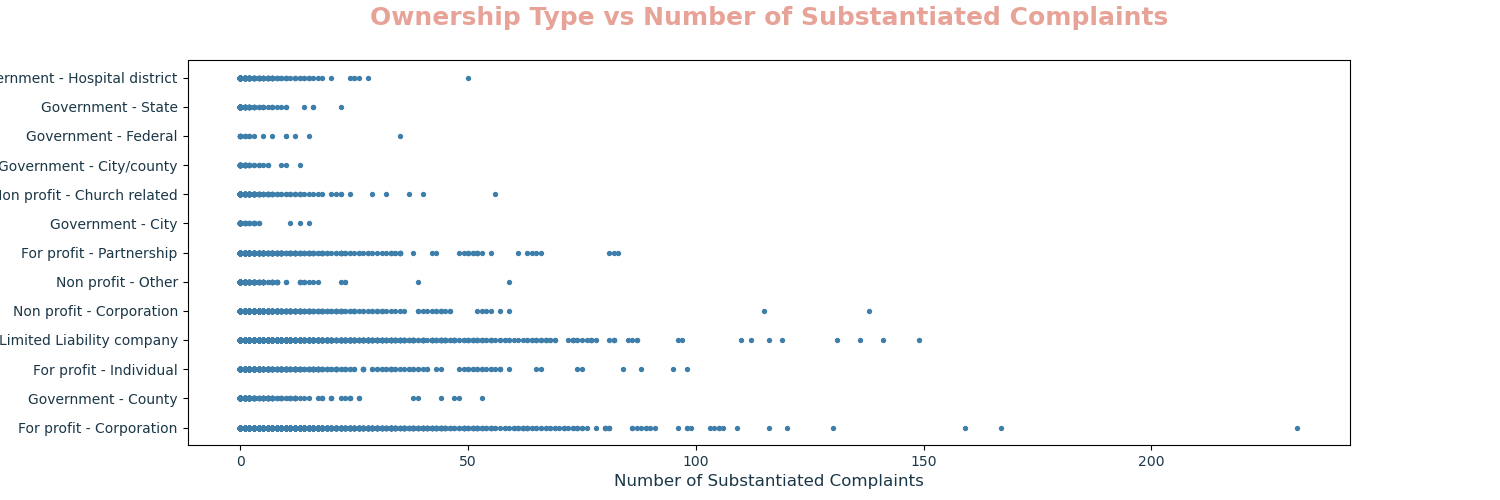 Ownership Type vs Number of Substantiated Complaints
ernment - Hospital district
Government - State
Government - Federal
Government - City/county
on profit - Church related
Government - City
For profit - Partnership
Non profit - Other
Non profit - Corporation
Limited Liability company
For profit - Individual
Government - County
For profit - Corporation
0 50 100 150 200
Number of Substantiated Complaints